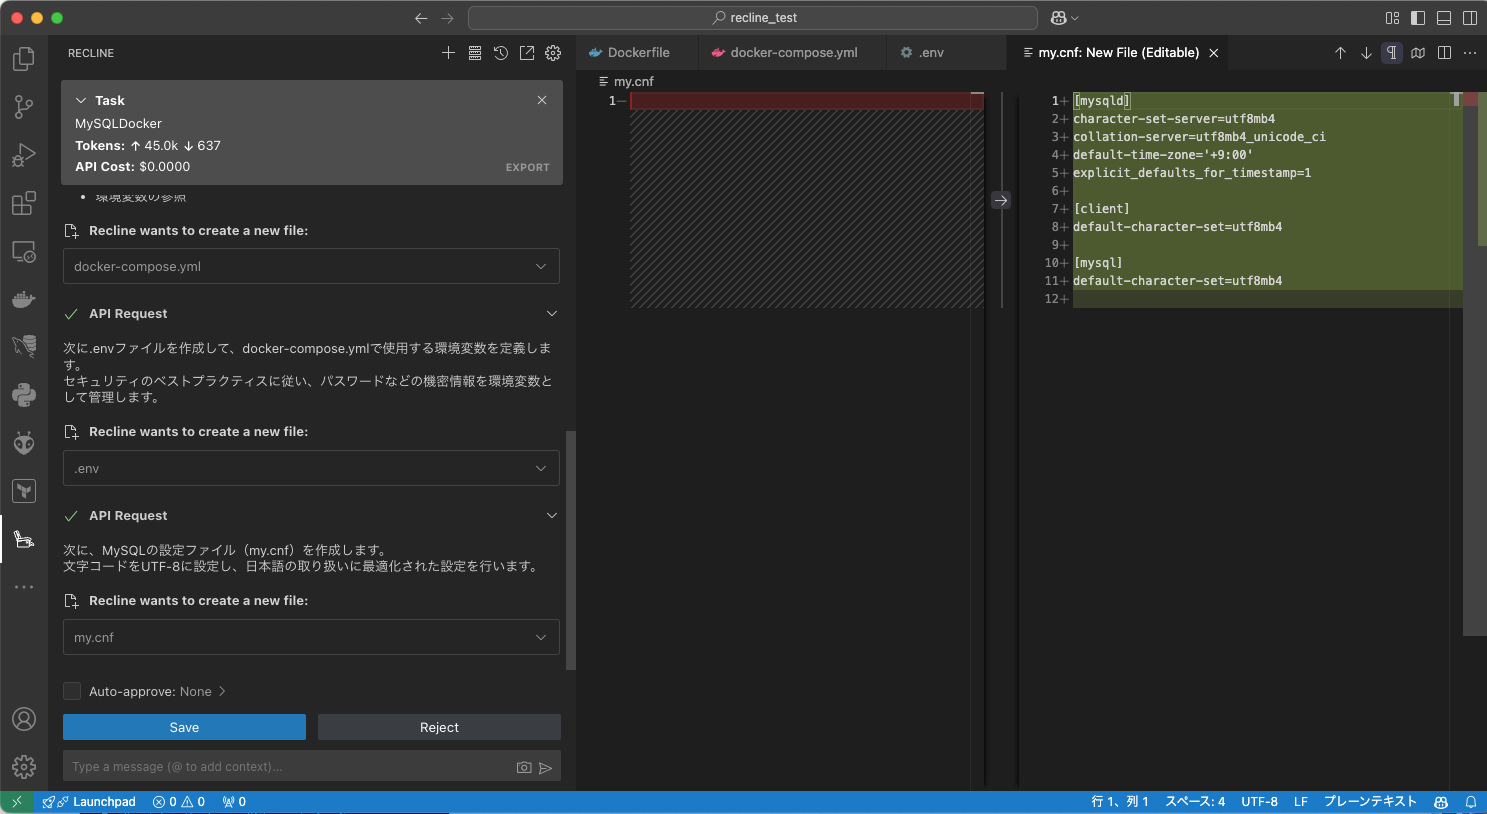 recline_test
RECLINE
Task
MySQLDocker
Tokens: ↑ 45.0k ↓ 637
API Cost: $0.0000
EXPORT
• 環境変数の参照
Recline wants to create a new file:
docker-compose.yml
API Request
次に.envファイルを作成して、docker-compose.ymlで使用する環境変数を定義しま
す。
セキュリティのベストプラクティスに従い、パスワードなどの機密情報を環境変数と
して管理します。
Recline wants to create a new file:
.env
API Request
次に、MySQLの設定ファイル（my.cnf）を作成します。
文字コードをUTF-8に設定し、日本語の取り扱いに最適化された設定を行います。
Recline wants to create a new file:
my.cnf
Auto-approve: None
Save Reject
Type a message (@ to add context)...
Dockerfile docker-compose.yml .env my.cnf: New File (Editable)
my.cnf
1−
1+ [mysqld]
2+ character-set-server=utf8mb4
3+ collation-server=utf8mb4_unicode_ci
4+ default-time-zone='+9:00'
5+ explicit_defaults_for_timestamp=1
6+
7+ [client]
8+ default-character-set=utf8mb4
9+
10+ [mysql]
11+ default-character-set=utf8mb4
12+
Launchpad 0 0 0 行 1、列 1 スペース: 4 UTF-8 LF プレーンテキスト